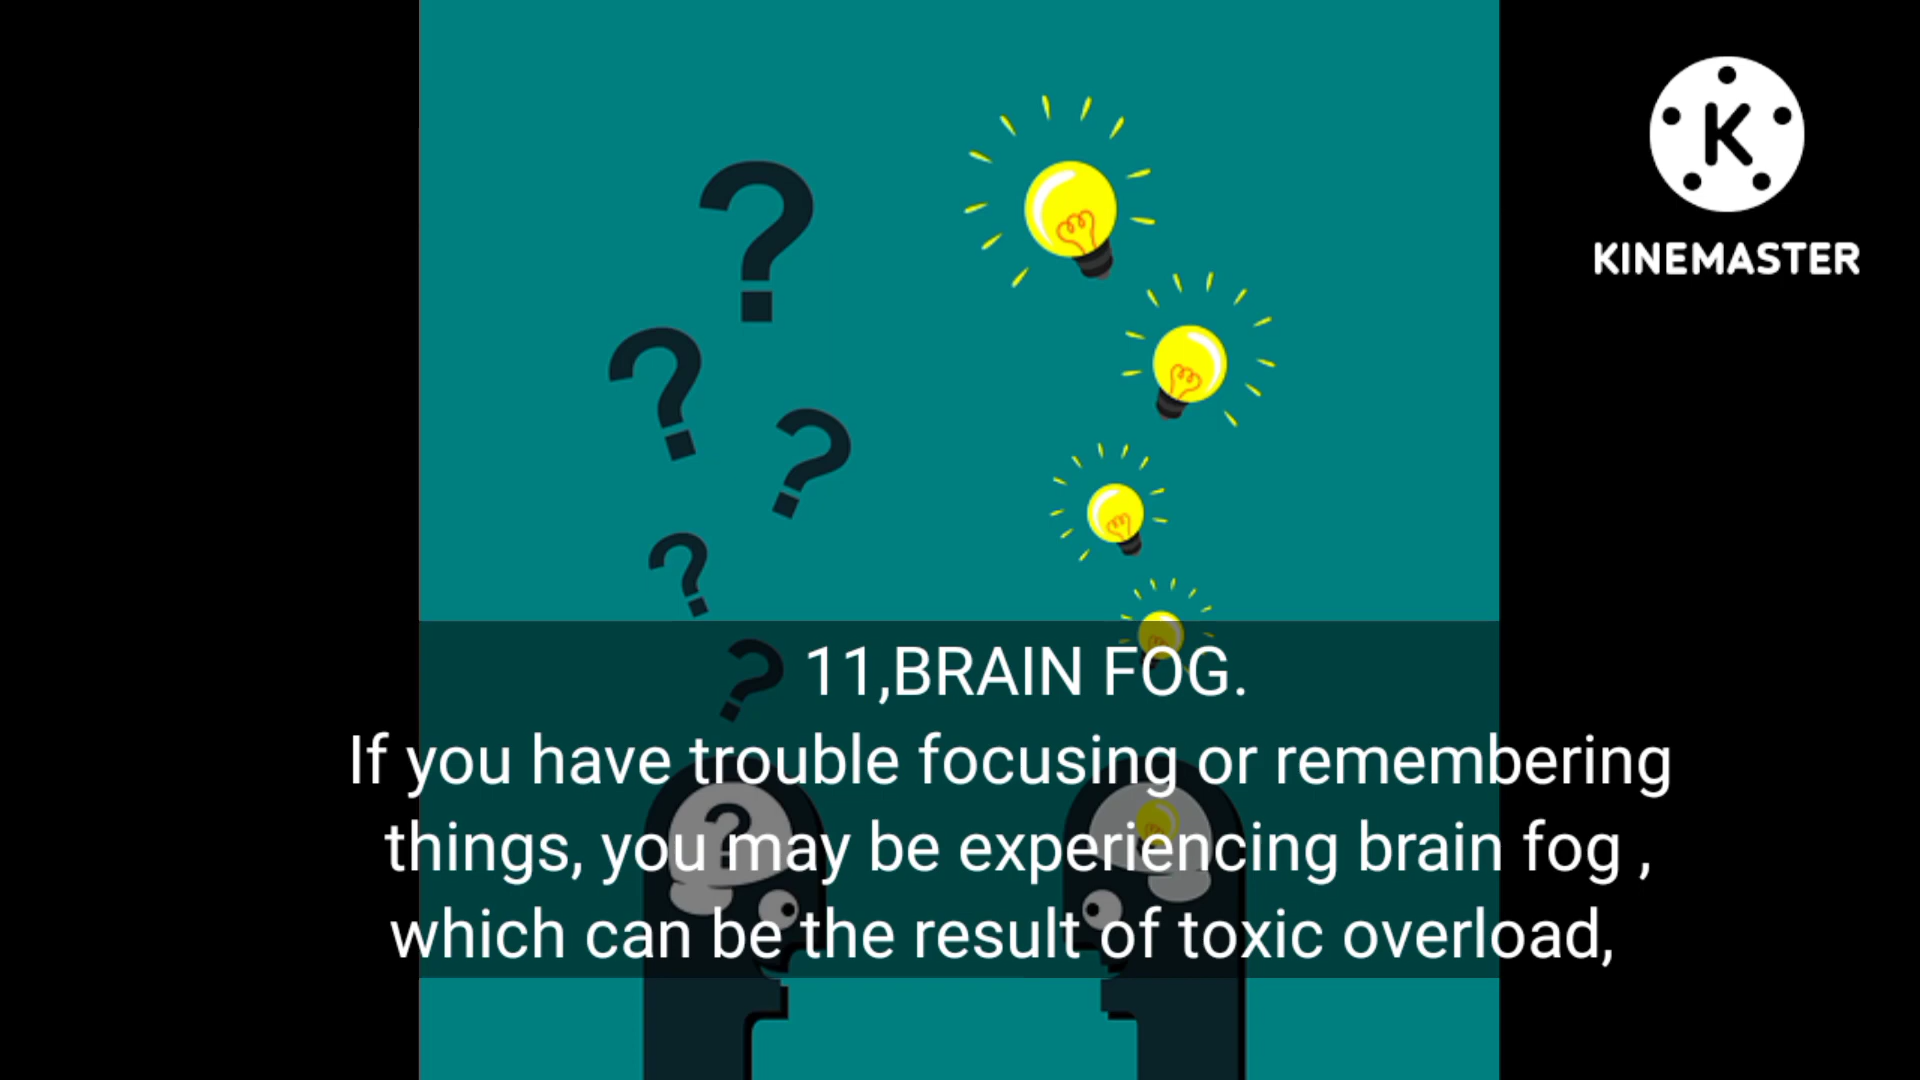 K
KINEMASTER
11,BRAIN FOG.
If you have trouble focusing or remembering
things, you may be experiencing brain fog ,
which can be the result of toxic overload,